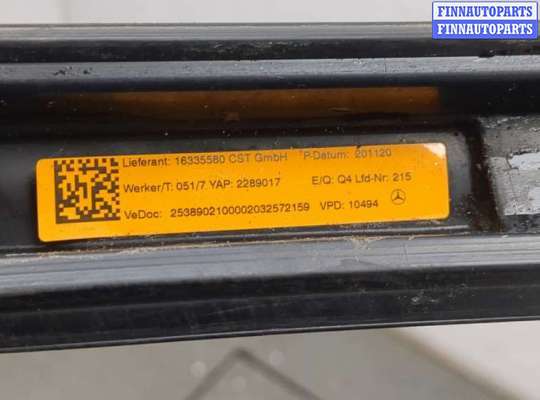 FINNAUTOPARTS
FINNAUTOPARTS
Lieferant: 16335580 CST GmbH P-Datum: 201120
Werker/T: 051/7 YAP: 2289017 E/Q: Q4 Lfd-Nr: 215
VeDoc: 2538902100002032572159 VPD: 10494